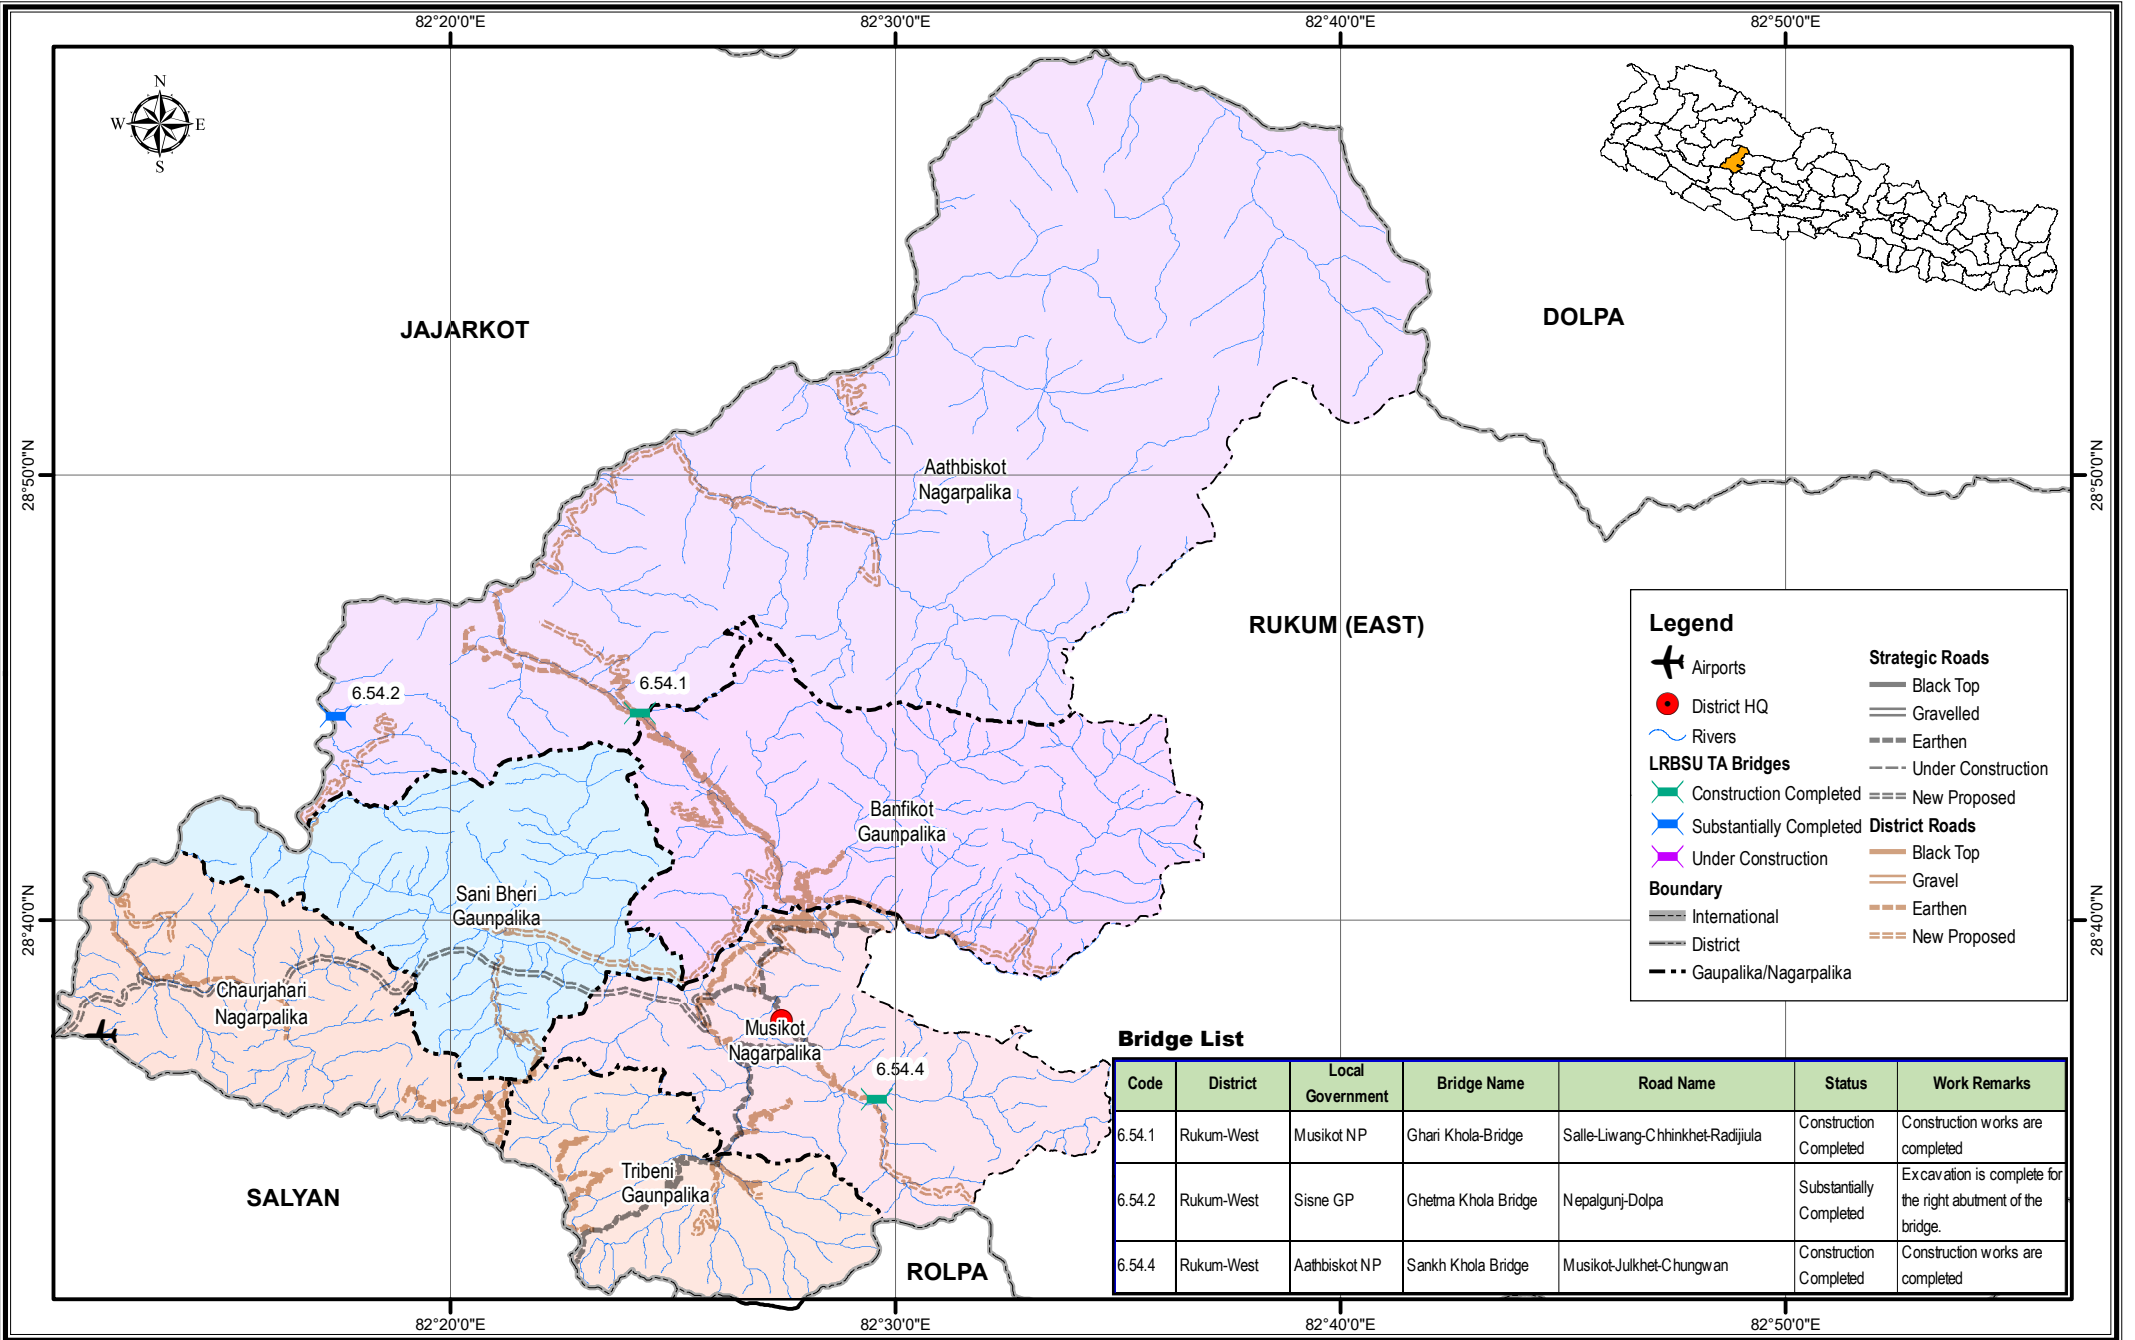 82°20'0"E
82°30'0"E
82°40'0"E
82°50'0"E
N
W
E
S
JAJARKOT
DOLPA
Aathbiskot
Nagarpalika
28°50'0"N
28°50'0"N
RUKUM (EAST)
6.54.2
6.54.1
Banfikot
Gaunpalika
Sani Bheri
Gaunpalika
28°40'0"N
28°40'0"N
Chaurjahari
Nagarpalika
Musikot
Nagarpalika
6.54.4
Tribeni
Gaunpalika
SALYAN
ROLPA
Legend
Airports
District HQ
Rivers
LRBSU TA Bridges
Construction Completed
Substantially Completed
Under Construction
Boundary
International
District
Gaupalika/Nagarpalika
Strategic Roads
Black Top
Gravelled
Earthen
Under Construction
New Proposed
District Roads
Black Top
Gravel
Earthen
New Proposed
Bridge List
Code District Local Government Bridge Name Road Name Status Work Remarks
6.54.1 Rukum-West Musikot NP Ghari Khola-Bridge Salle-Liwang-Chhinkhet-Radijiula Construction Completed Construction works are completed
6.54.2 Rukum-West Sisne GP Ghetma Khola Bridge Nepalgunj-Dolpa Substantially Completed Excavation is complete for the right abutment of the bridge.
6.54.4 Rukum-West Aathbiskot NP Sankh Khola Bridge Musikot-Julkhet-Chungwan Construction Completed Construction works are completed
82°20'0"E
82°30'0"E
82°40'0"E
82°50'0"E